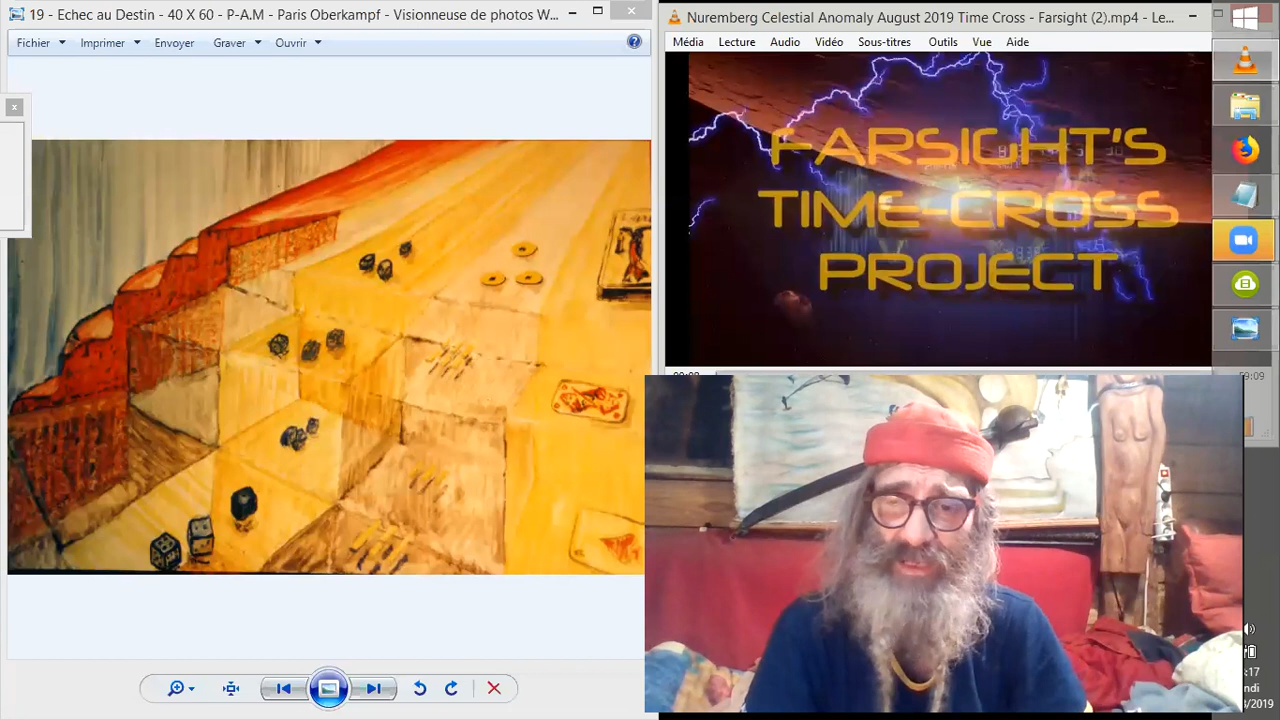 19 - Echec au Destin - 40 X 60 - P-A-M - Paris Oberkampf - Visionneuse de photos W...
Fichier Imprimer Envoyer Graver Ouvrir
Nuremberg Celestial Anomaly August 2019 Time Cross - Farsight (2).mp4 - Le...
Média Lecture Audio Vidéo Sous-titres Outils Vue Aide
FARSIGHT'S
TIME-CROSS
PROJECT